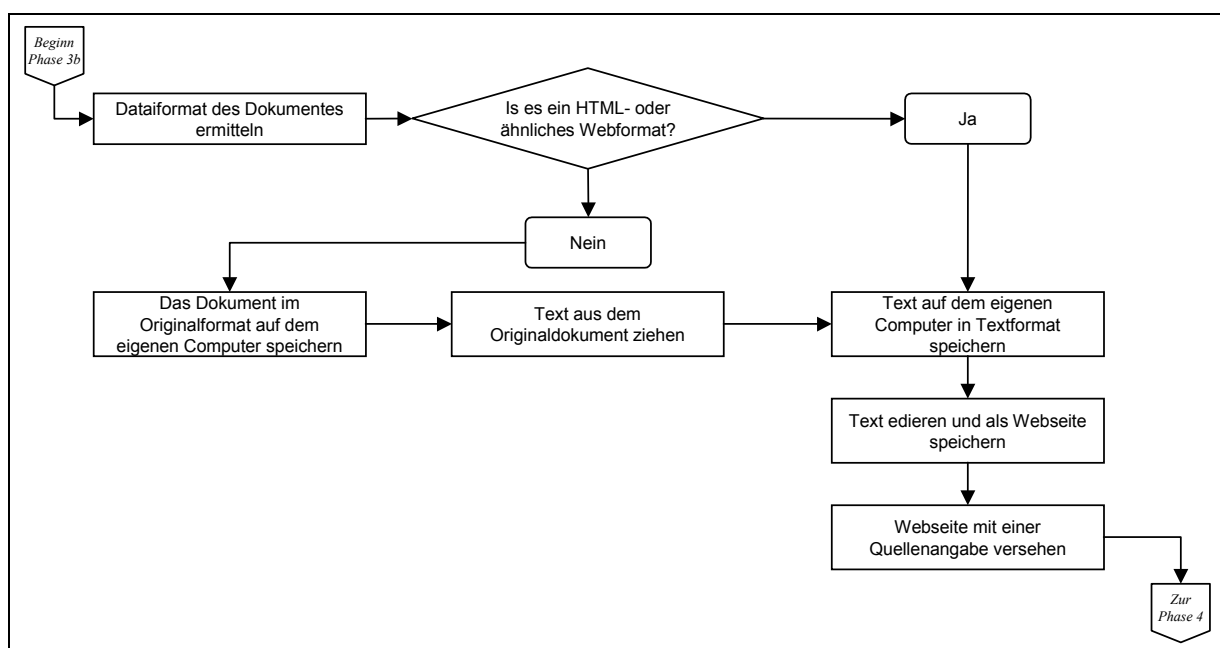 Beginn
Phase 3b
Dataiformat des Dokumentes
ermitteln
Is es ein HTML- oder
ähnliches Webformat?
Ja
Nein
Das Dokument im
Originalformat auf dem
eigenen Computer speichern
Text aus dem
Originaldokument ziehen
Text auf dem eigenen
Computer in Textformat
speichern
Text edieren und als Webseite
speichern
Webseite mit einer
Quellenangabe versehen
Zur
Phase 4